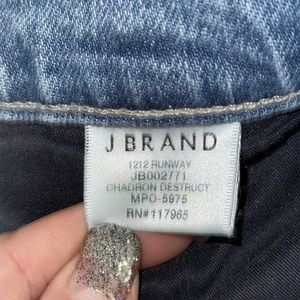 J BRAND
1212 RUNWAY
JB002771
CHADRON DESTRUCT
MPO-5975
RN# 117965